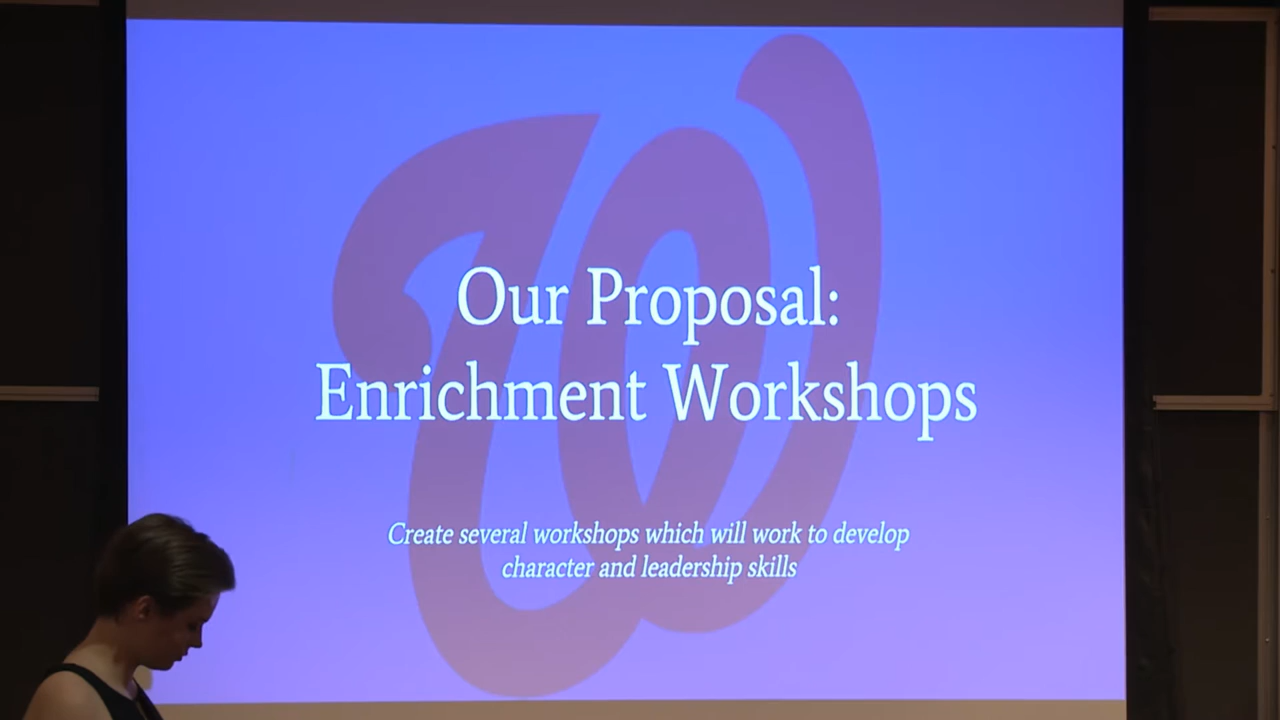 Our Proposal:
Enrichment Workshops
Create several workshops which will work to develop
character and leadership skills